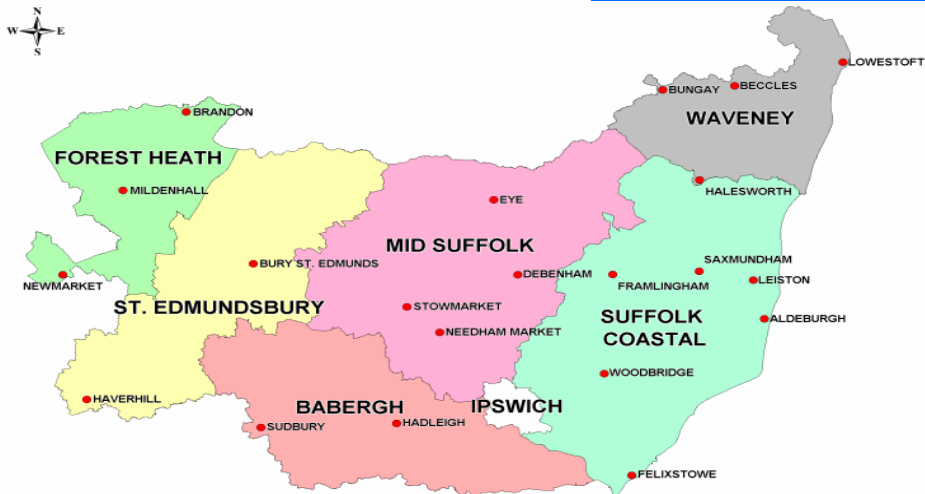 N
W E
S
LOWESTOFT
BECCLES
BUNGAY
WAVENEY
BRANDON
FOREST HEATH
MILDENHALL
HALESWORTH
EYE
MID SUFFOLK
BURY ST. EDMUNDS
SAXMUNDHAM
DEBENHAM
NEWMARKET
FRAMLINGHAM
LEISTON
ST. EDMUNDSBURY
STOWMARKET
SUFFOLK
COASTAL
ALDEBURGH
NEEDHAM MARKET
WOODBRIDGE
HAVERHILL
BABERGH
IPSWICH
SUDBURY
HADLEIGH
FELIXSTOWE